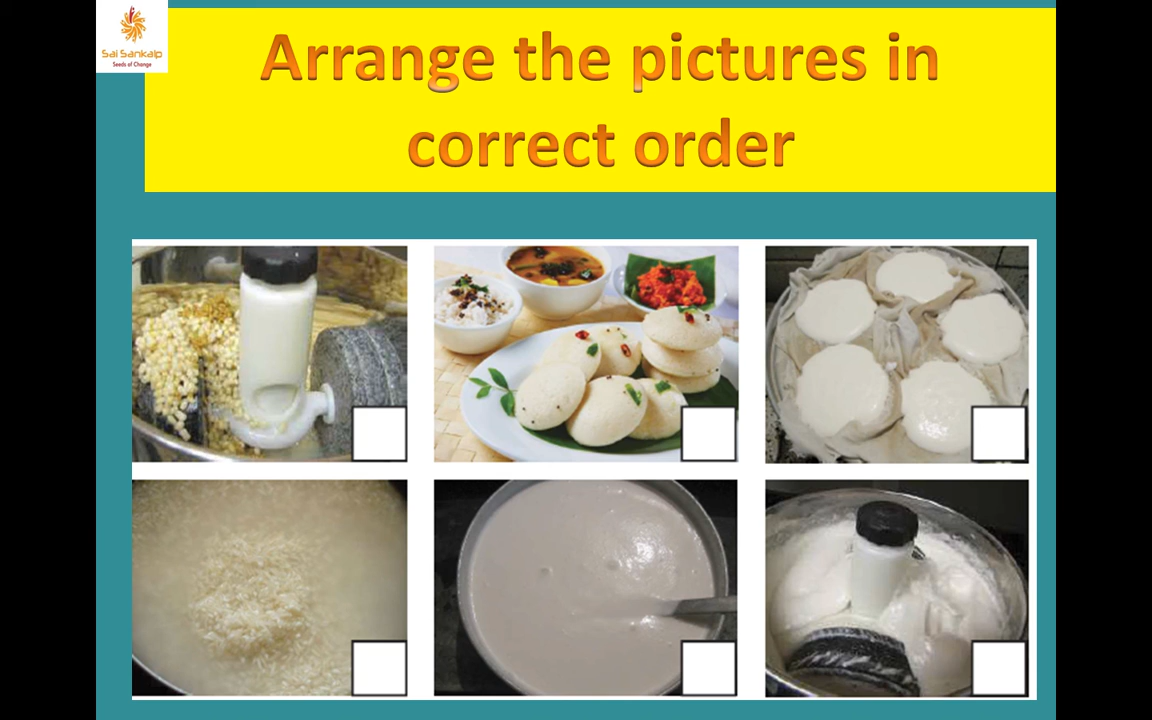 Sai Sankalp
Seeds of Change
Arrange the pictures in
correct order